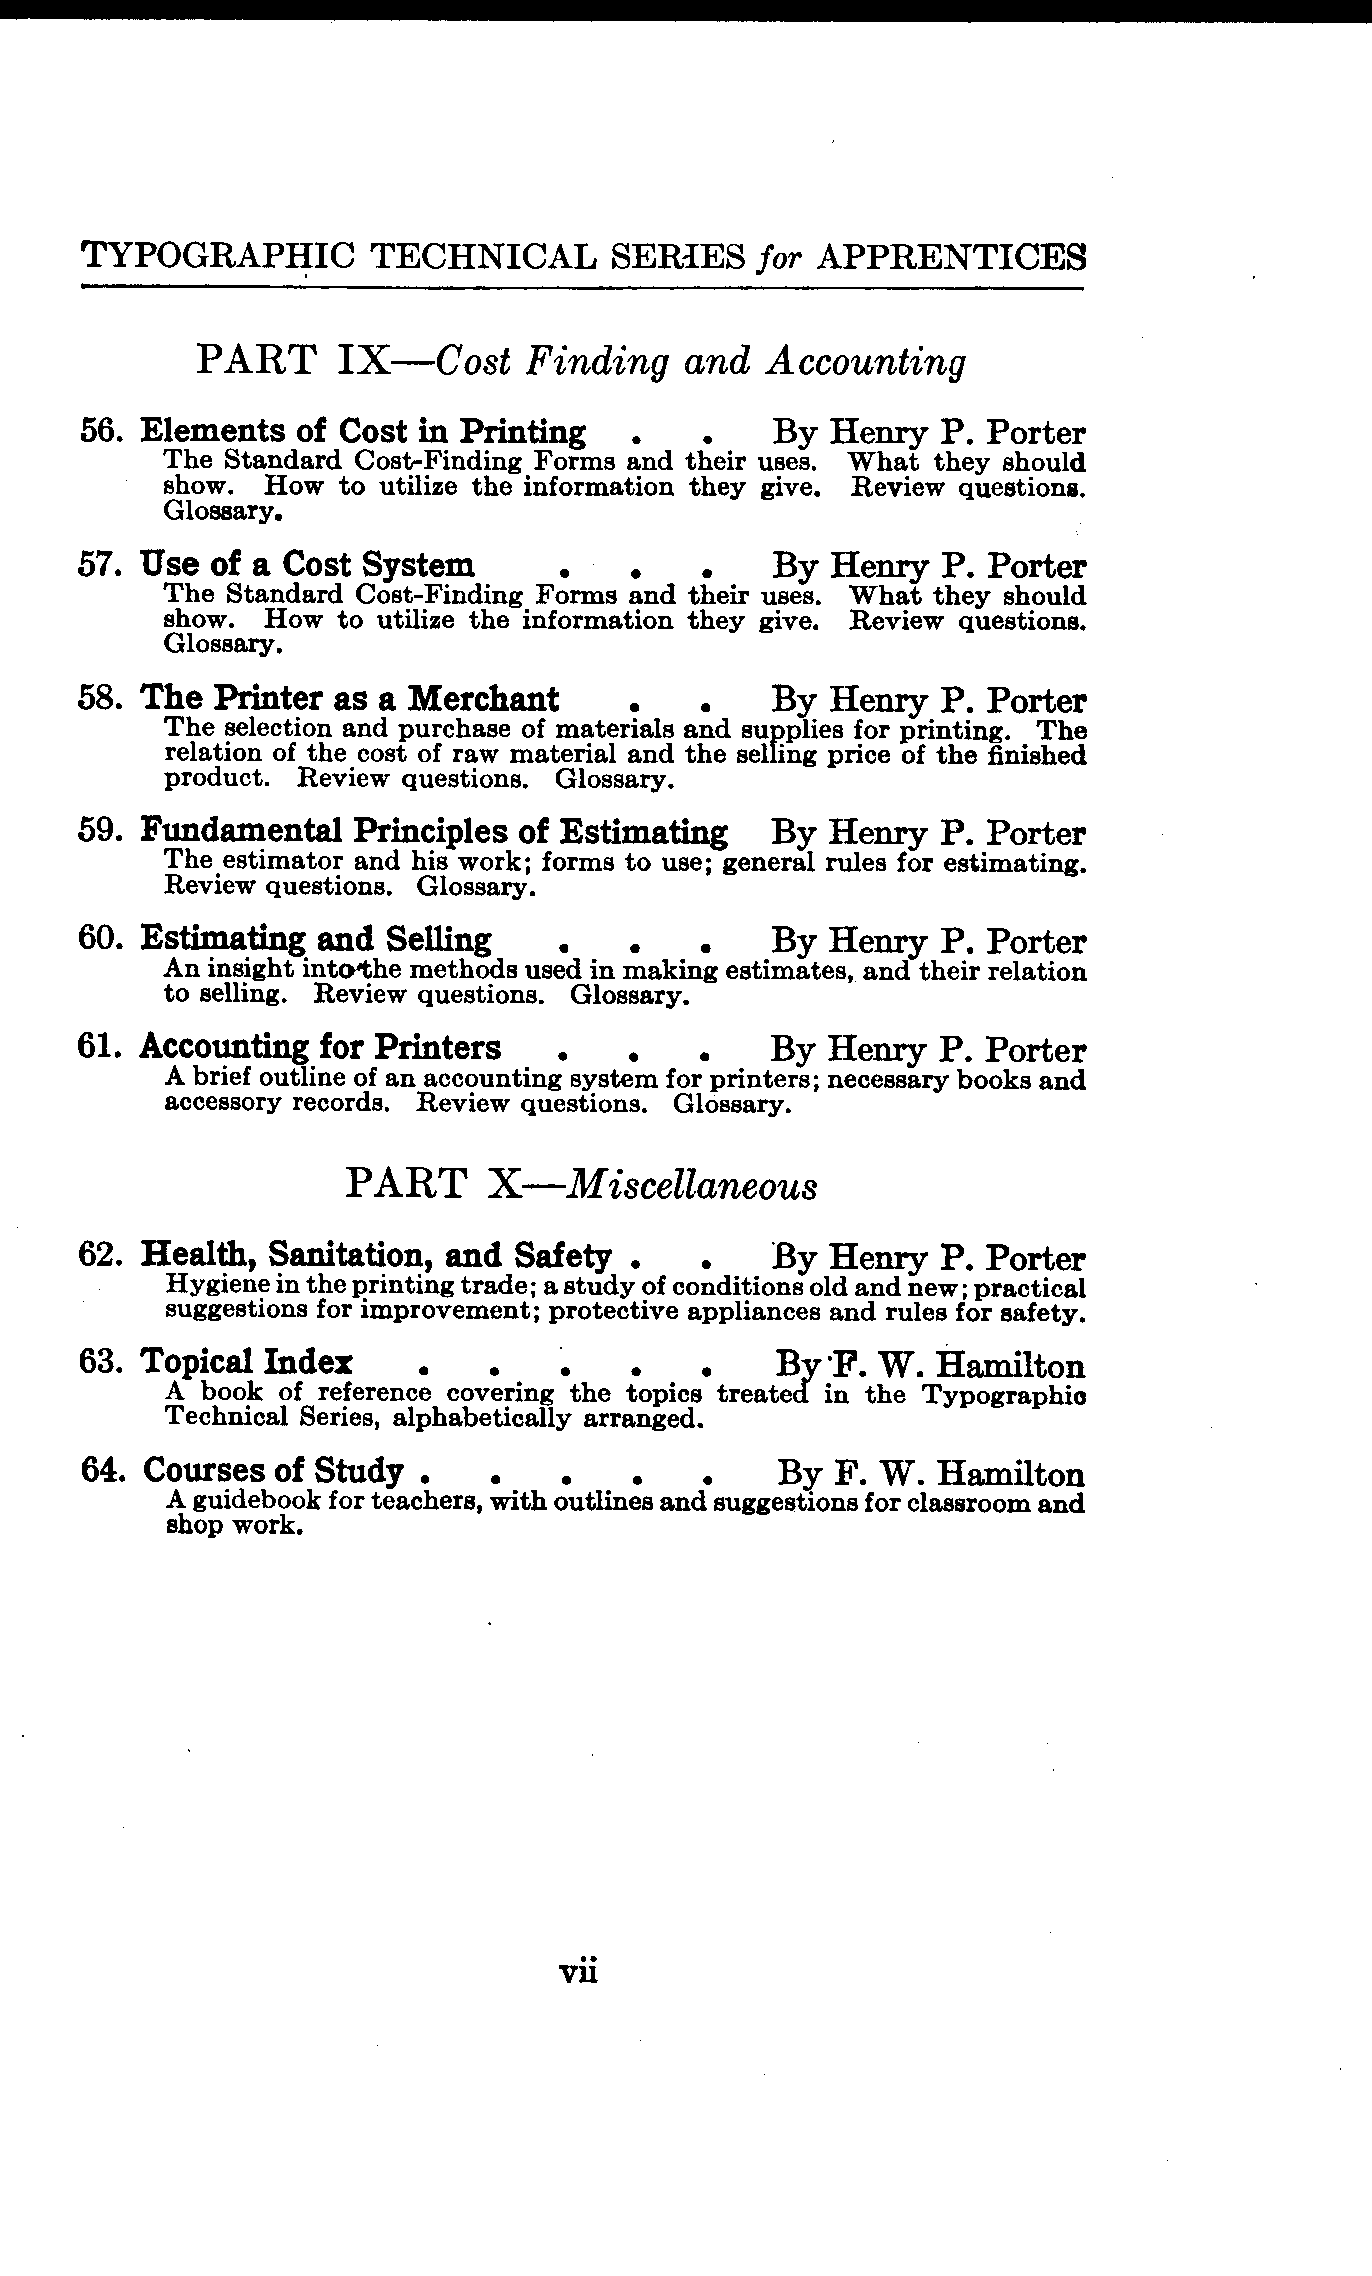 TYPOGRAPHIC TECHNICAL SERIES for APPRENTICES
PART IX—Cost Finding and Accounting
56. Elements of Cost in Printing . . By Henry P. Porter
The Standard Cost-Finding Forms and their uses. What they should
show. How to utilize the information they give. Review questions.
Glossary.
57. Use of a Cost System . . . By Henry P. Porter
The Standard Cost-Finding Forms and their uses. What they should
show. How to utilize the information they give. Review questions.
Glossary.
58. The Printer as a Merchant . . By Henry P. Porter
The selection and purchase of materials and supplies for printing. The
relation of the cost of raw material and the selling price of the finished
product. Review questions. Glossary.
59. Fundamental Principles of Estimating By Henry P. Porter
The estimator and his work; forms to use; general rules for estimating.
Review questions. Glossary.
60. Estimating and Selling . . . By Henry P. Porter
An insight into the methods used in making estimates, and their relation
to selling. Review questions. Glossary.
61. Accounting for Printers . . . By Henry P. Porter
A brief outline of an accounting system for printers; necessary books and
accessory records. Review questions. Glossary.
PART X—Miscellaneous
62. Health, Sanitation, and Safety . . By Henry P. Porter
Hygiene in the printing trade; a study of conditions old and new; practical
suggestions for improvement; protective appliances and rules for safety.
63. Topical Index . . . . . By F. W. Hamilton
A book of reference covering the topics treated in the Typographic
Technical Series, alphabetically arranged.
64. Courses of Study . . . . . By F. W. Hamilton
A guidebook for teachers, with outlines and suggestions for classroom and
shop work.
vii